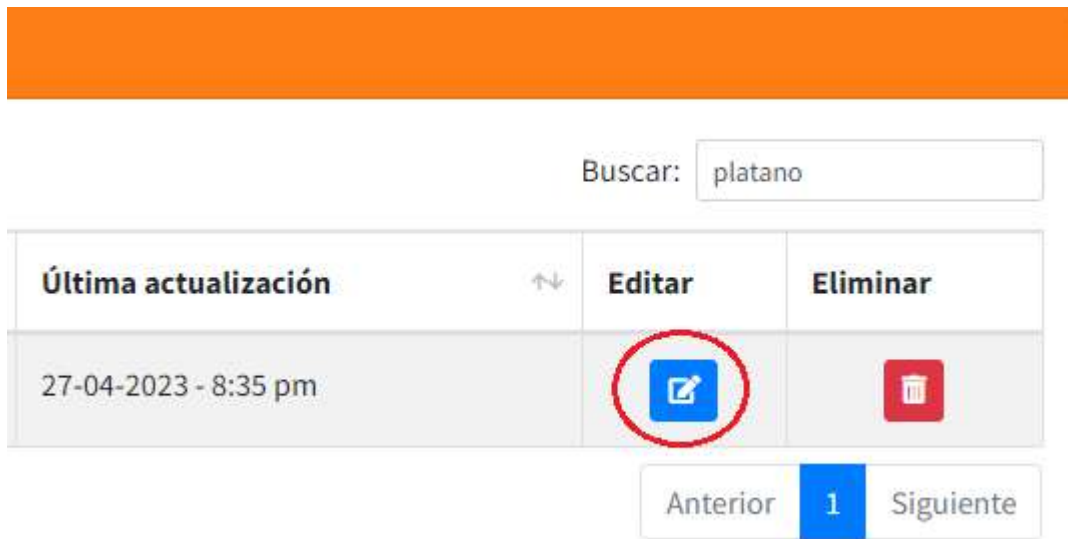 Buscar: platano
Última actualización Editar Eliminar
27-04-2023 - 8:35 pm
Anterior 1 Siguiente